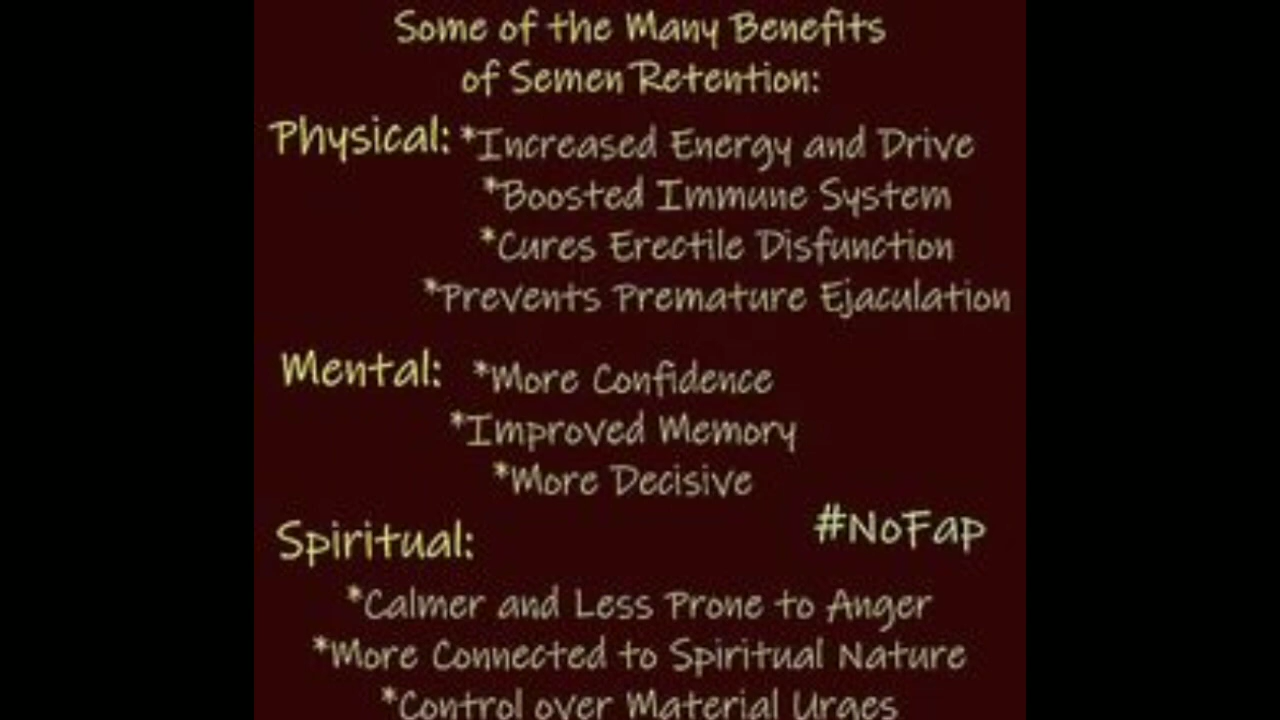 Some of the Many Benefits
of Semen Retention:
Physical: *Increased Energy and Drive
*Boosted Immune System
*Cures Erectile Disfunction
*Prevents Premature Ejaculation
Mental: *More Confidence
*Improved Memory
*More Decisive
#NoFap
Spiritual:
*Calmer and Less Prone to Anger
*More Connected to Spiritual Nature
*Control over Material Urges